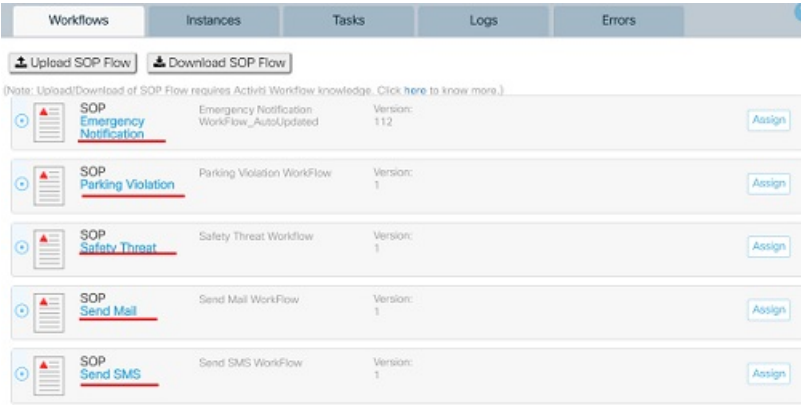 Workflows Instances Tasks Logs Errors
Upload SOP Flow Download SOP Flow
(Note: Upload/Download of SOP Flow requires Activiti Workflow knowledge. Click here to know more.)
SOP Emergency Notification Version:
Emergency WorkFlow_AutoUpdated 112 Assign
Notification
SOP Parking Violation WorkFlow Version:
Parking Violation 1 Assign
SOP Safety Threat Workflow Version:
Safety Threat 1 Assign
SOP Send Mail WorkFlow Version:
Send Mail 1 Assign
SOP Send SMS WorkFlow Version:
Send SMS 1 Assign